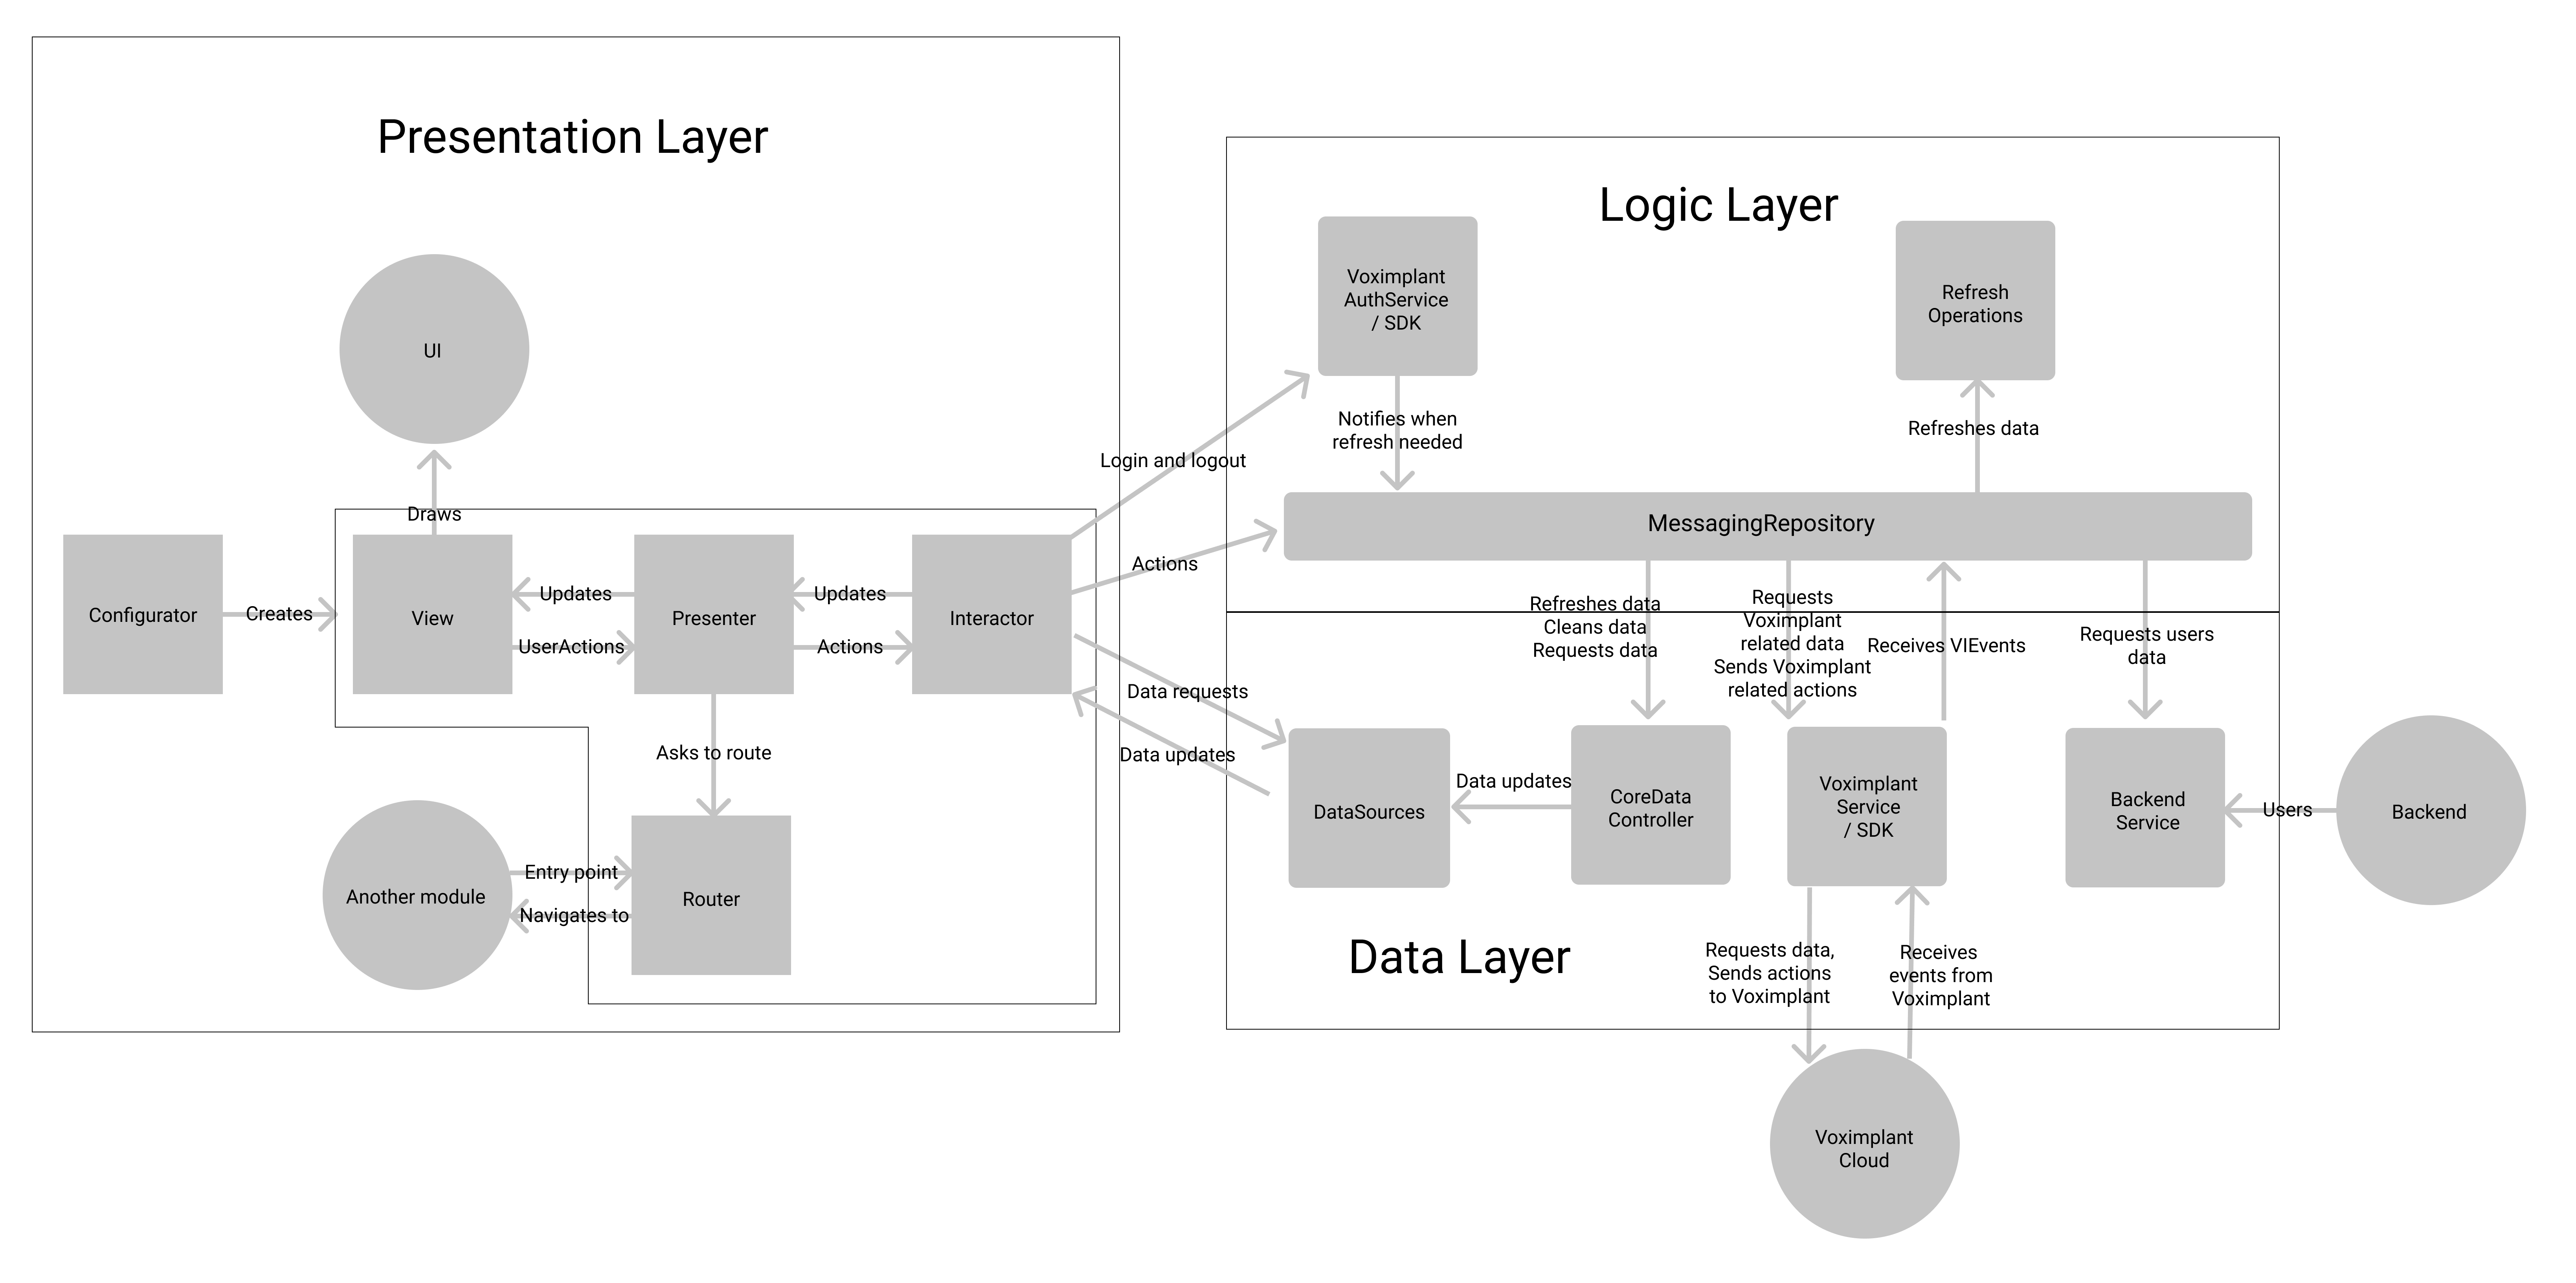 Presentation Layer
UI
Draws
Configurator
Creates
View
Updates
UserActions
Presenter
Updates
Actions
Interactor
Asks to route
Another module
Entry point
Navigates to
Router
Login and logout
Actions
Data requests
Data updates
Logic Layer
Voximplant
AuthService
/ SDK
Refresh
Operations
Notifies when
refresh needed
Refreshes data
MessagingRepository
Refreshes data
Cleans data
Requests data
Requests
Voximplant
related data
Sends Voximplant
related actions
Receives VIEvents
Requests users
data
DataSources
Data updates
CoreData
Controller
Voximplant
Service
/ SDK
Backend
Service
Users
Backend
Data Layer
Requests data,
Sends actions
to Voximplant
Receives
events from
Voximplant
Voximplant
Cloud